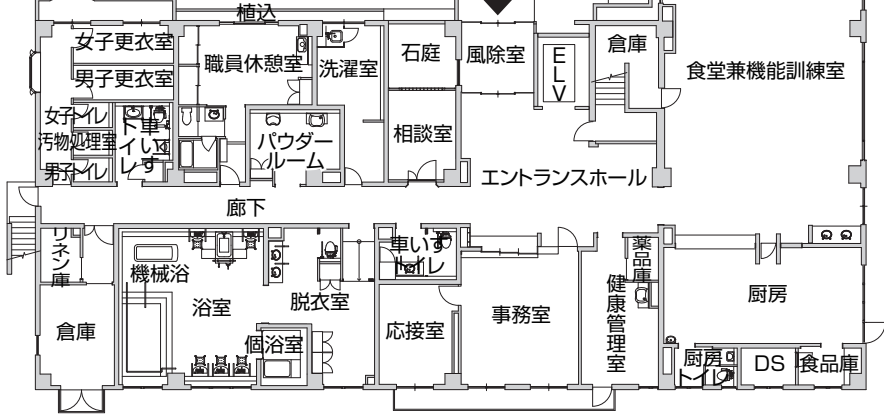 植込
女子更衣室
男子更衣室
女子トイレ
汚物処理室
男子トイレ
車いす
トイレ
職員休憩室
パウダー
ルーム
洗濯室
石庭
相談室
風除室
ELV
倉庫
食堂兼機能訓練室
エントランスホール
廊下
リネン庫
倉庫
機械浴
浴室
個浴室
脱衣室
車いす
トイレ
応接室
事務室
薬品庫
健康管理室
厨房
厨房
トイレ
DS
食品庫